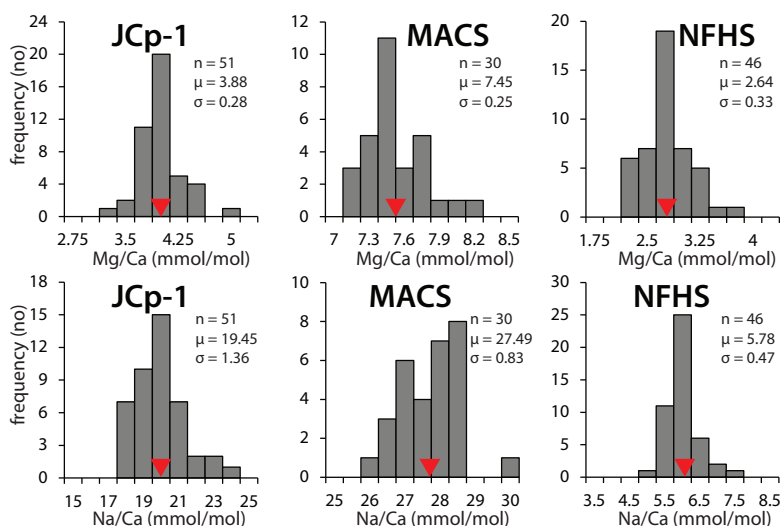 JCp-1
n = 51
μ = 3.88
σ = 0.28
frequency (no)
24
20
16
12
8
4
0
2.75 3.5 4.25 5
Mg/Ca (mmol/mol)
MACS
n = 30
μ = 7.45
σ = 0.25
12
10
8
6
4
2
0
7 7.3 7.6 7.9 8.2 8.5
Mg/Ca (mmol/mol)
NFHS
n = 46
μ = 2.64
σ = 0.33
20
15
10
5
0
1.75 2.5 3.25 4
Mg/Ca (mmol/mol)
JCp-1
n = 51
μ = 19.45
σ = 1.36
frequency (no)
18
15
12
9
6
3
0
15 17 19 21 23 25
Na/Ca (mmol/mol)
MACS
n = 30
μ = 27.49
σ = 0.83
10
8
6
4
2
0
25 26 27 28 29 30
Na/Ca (mmol/mol)
NFHS
n = 46
μ = 5.78
σ = 0.47
30
25
20
15
10
5
0
3.5 4.5 5.5 6.5 7.5 8.5
Na/Ca (mmol/mol)